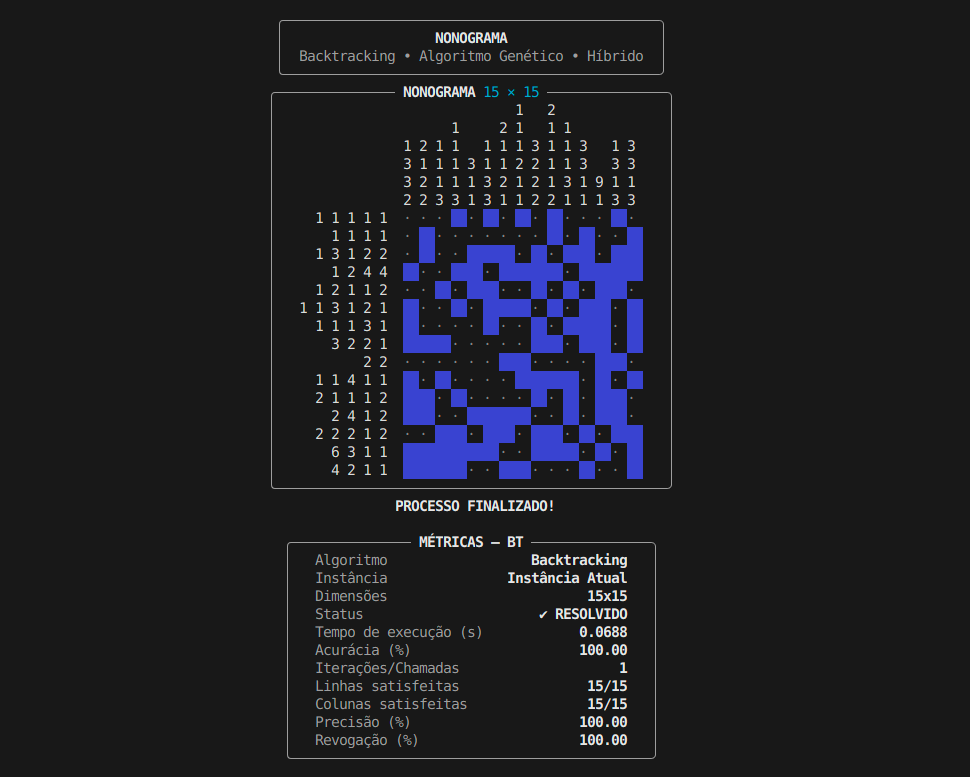 NONOGRAMA
Backtracking • Algoritmo Genético • Híbrido
NONOGRAMA 15 × 15
1 2
1 2 1 1 1
1 2 1 1 1 1 1 3 1 1 3 1 3
3 1 1 1 3 1 1 2 2 1 1 3 3 3
3 2 1 1 1 3 2 1 2 1 3 1 9 1 1
2 2 3 3 1 3 1 1 2 2 1 1 1 3 3
1 1 1 1 1
1 1 1 1
1 3 1 2 2
1 2 4 4
1 2 1 1 2
1 1 3 1 2 1
1 1 1 3 1
3 2 2 1
2 2
1 1 4 1 1
2 1 1 1 2
2 4 1 2
2 2 2 1 2
6 3 1 1
4 2 1 1
PROCESSO FINALIZADO!
MÉTRICAS — BT
Algoritmo Backtracking
Instância Instância Atual
Dimensões 15x15
Status ✔ RESOLVIDO
Tempo de execução (s) 0.0688
Acurácia (%) 100.00
Iterações/Chamadas 1
Linhas satisfeitas 15/15
Colunas satisfeitas 15/15
Precisão (%) 100.00
Revogação (%) 100.00